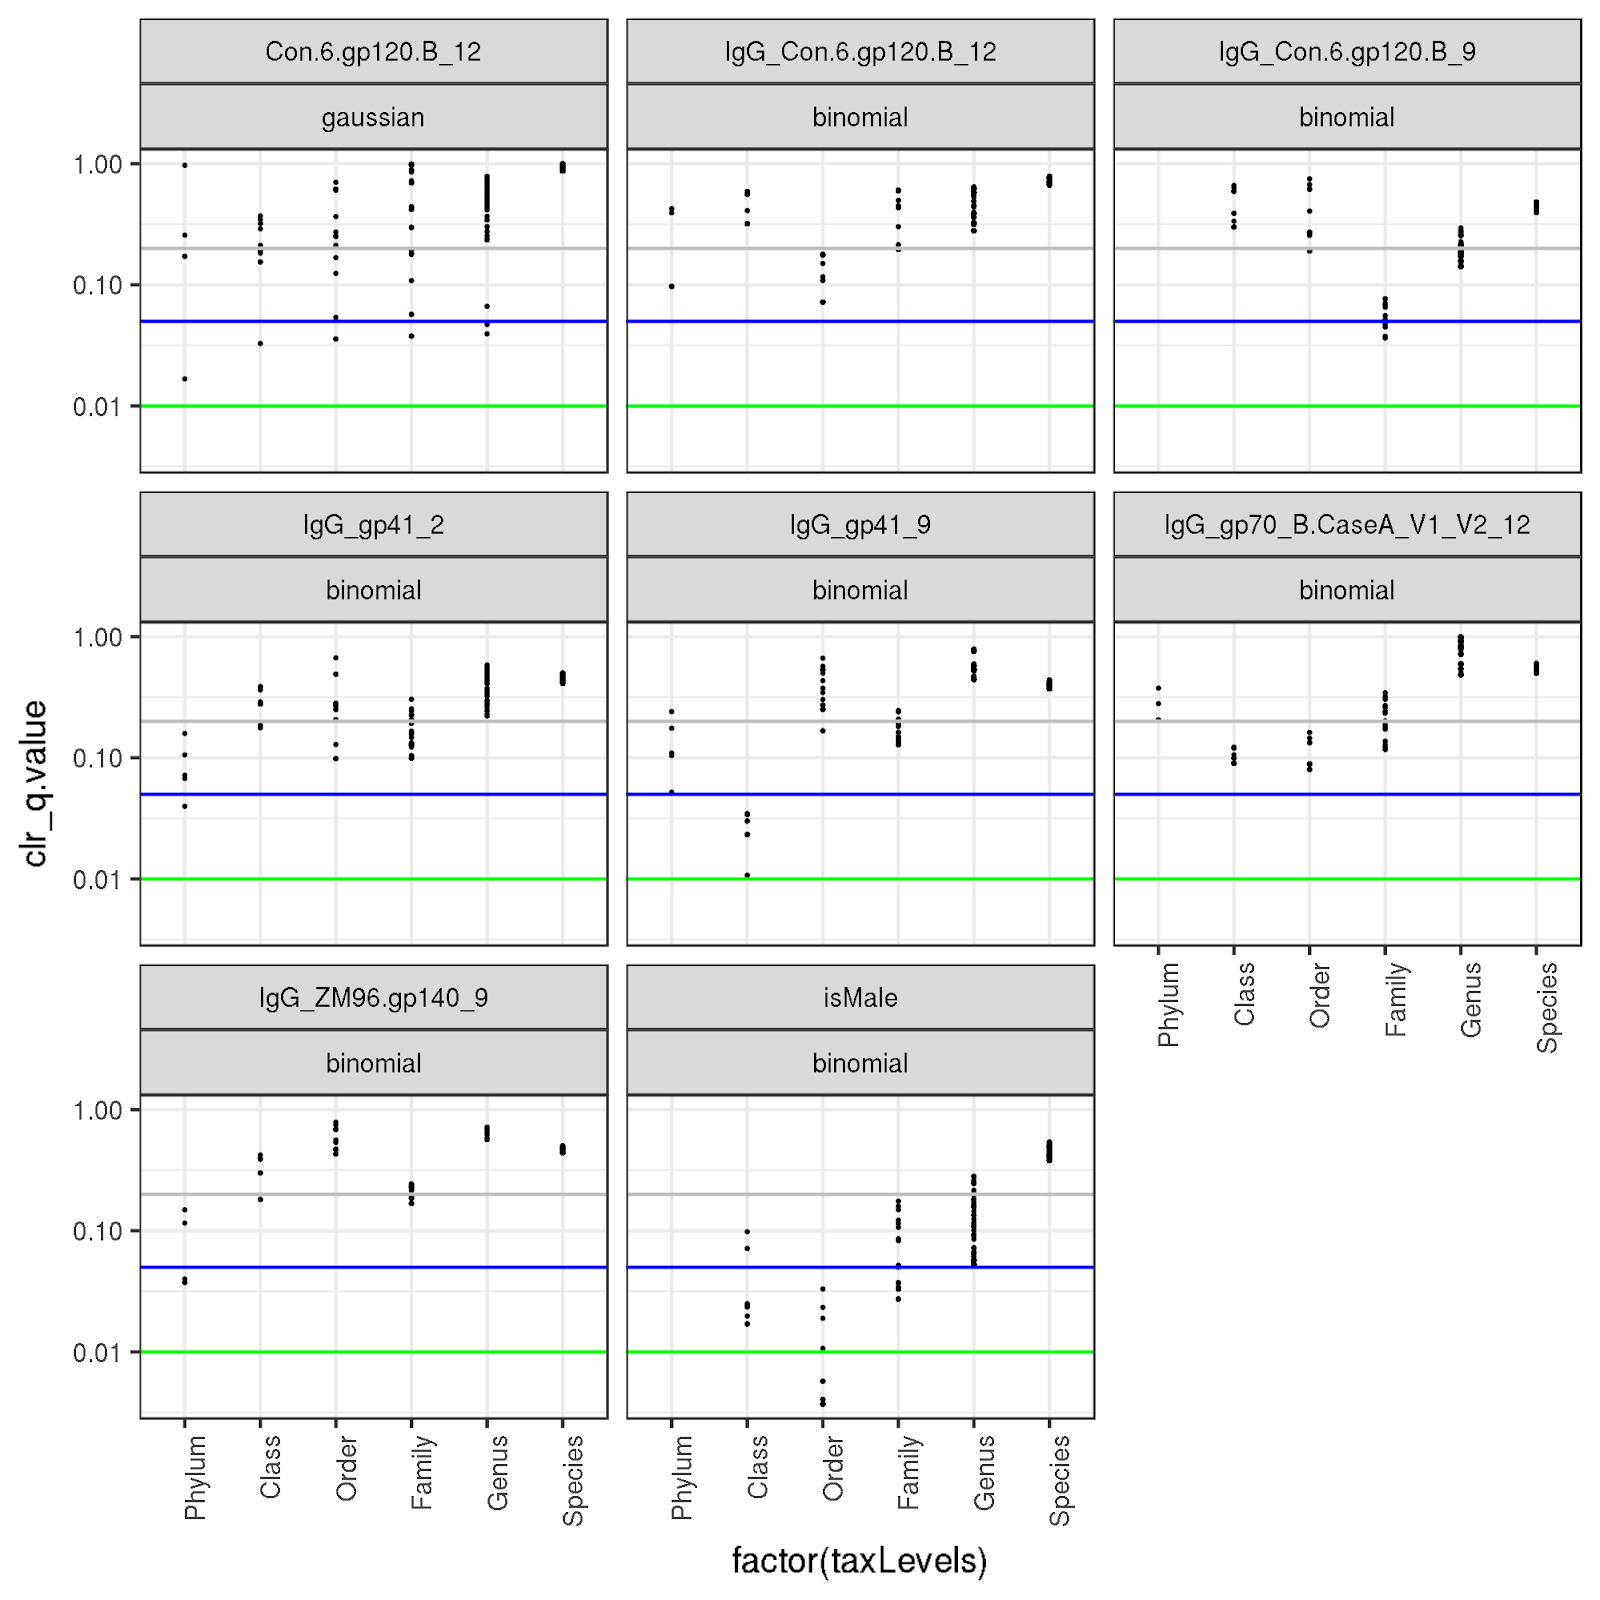 Con.6.gp120.B_12
IgG_Con.6.gp120.B_12
IgG_Con.6.gp120.B_9
gaussian
binomial
binomial
1.00
0.10
0.01
IgG_gp41_2
IgG_gp41_9
IgG_gp70_B.CaseA_V1_V2_12
binomial
binomial
binomial
1.00
0.10
0.01
clr_q.value
Phylum
Class
Order
Family
Genus
Species
IgG_ZM96.gp140_9
isMale
binomial
binomial
1.00
0.10
0.01
Phylum
Class
Order
Family
Genus
Species
Phylum
Class
Order
Family
Genus
Species
factor(taxLevels)